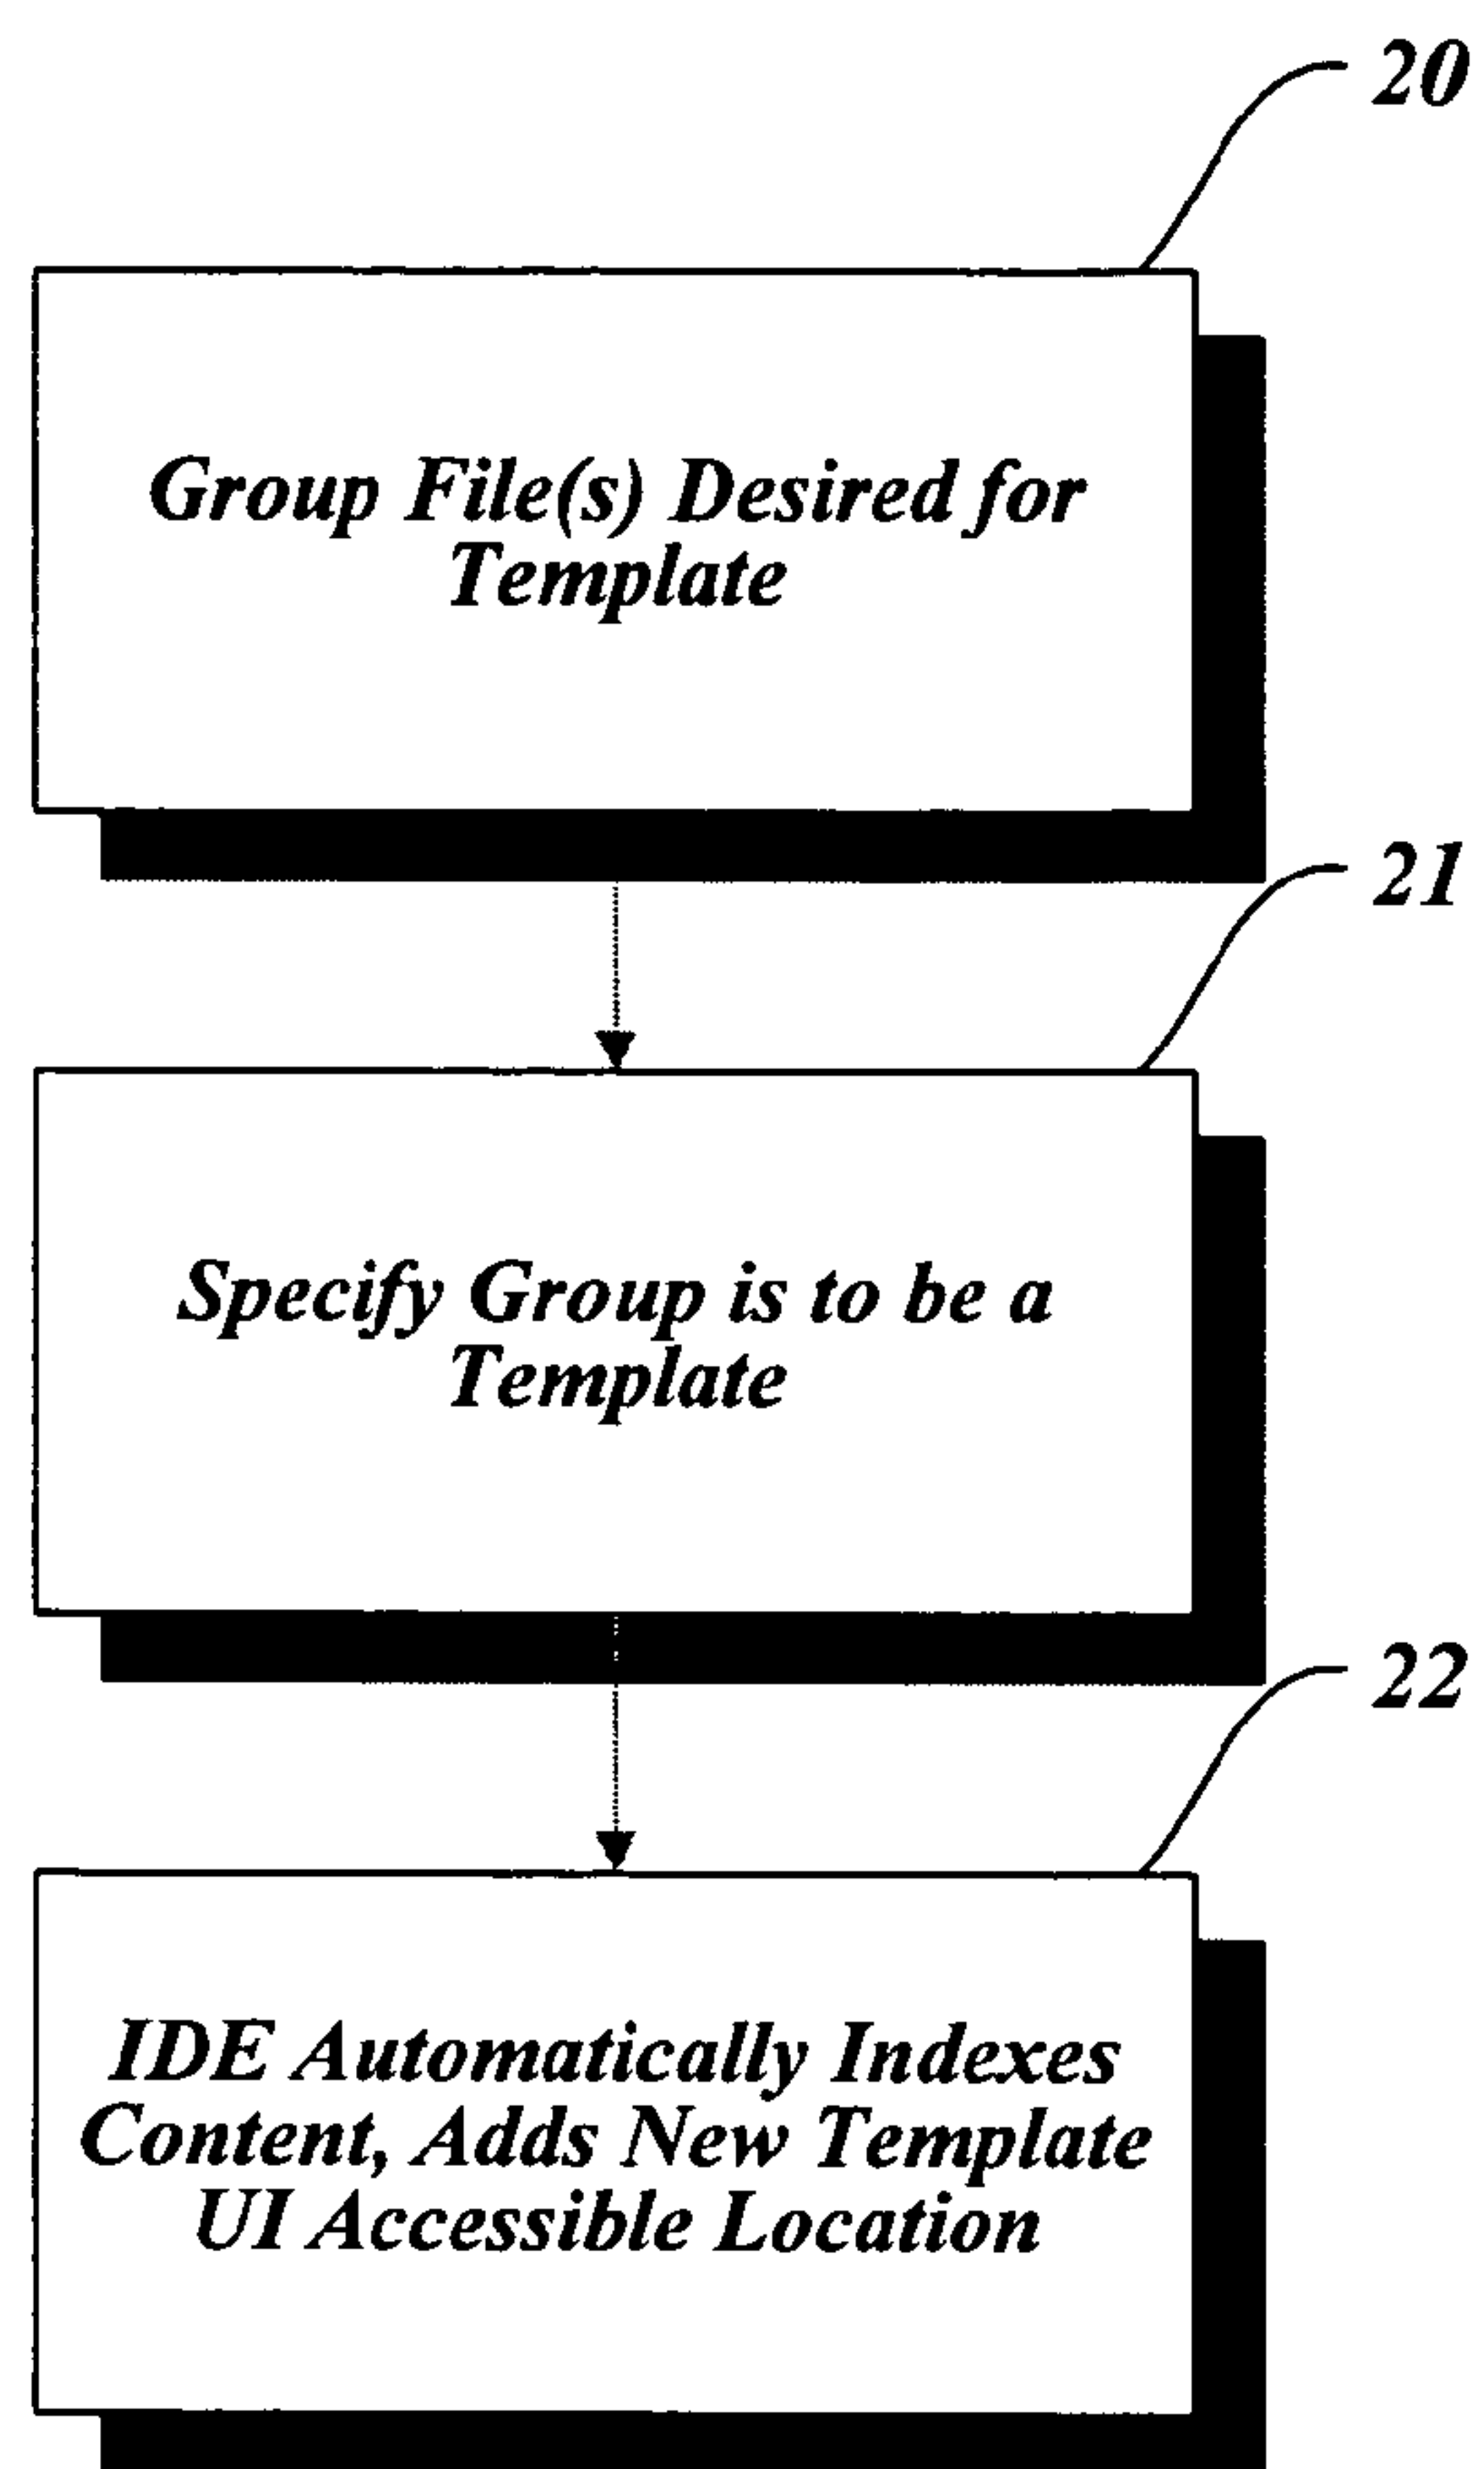 20
Group File(s) Desired for
Template
21
Specify Group is to be a
Template
22
IDE Automatically Indexes
Content, Adds New Template
UI Accessible Location